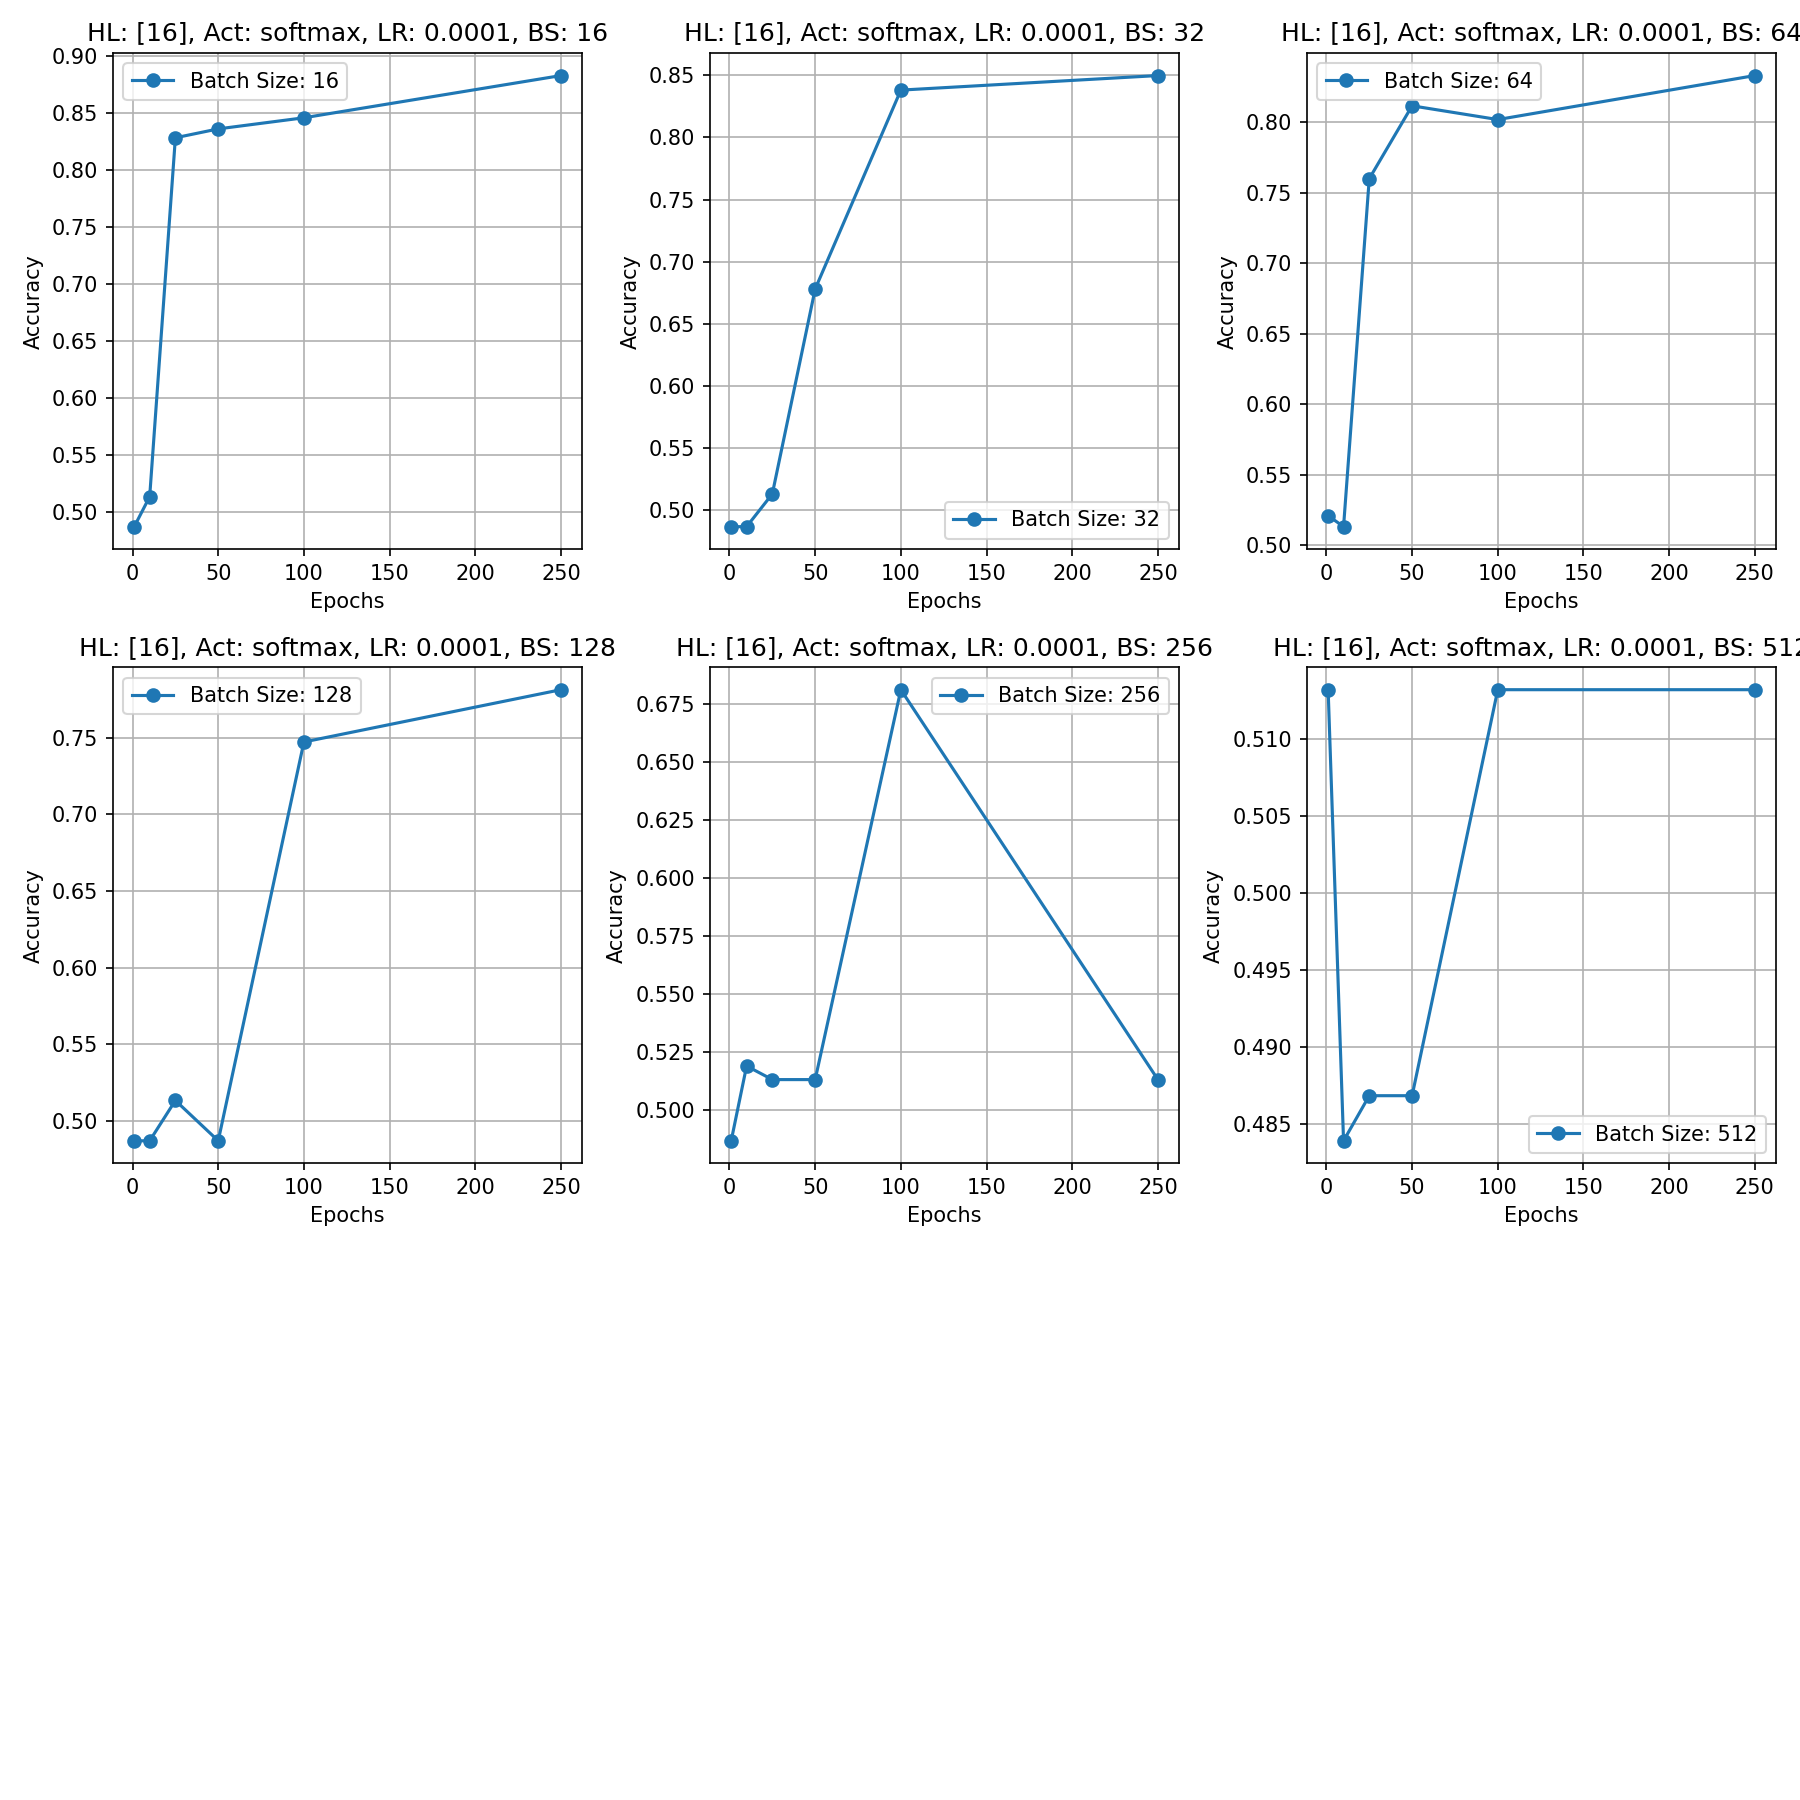 HL: [16], Act: softmax, LR: 0.0001, BS: 16
Batch Size: 16
0.90
0.85
0.80
0.75
0.70
0.65
0.60
0.55
0.50
Accuracy
0 50 100 150 200 250
Epochs
HL: [16], Act: softmax, LR: 0.0001, BS: 32
0.85
0.80
0.75
0.70
0.65
0.60
0.55
0.50
Accuracy
Batch Size: 32
0 50 100 150 200 250
Epochs
HL: [16], Act: softmax, LR: 0.0001, BS: 64
Batch Size: 64
0.80
0.75
0.70
0.65
0.60
0.55
0.50
Accuracy
0 50 100 150 200 250
Epochs
HL: [16], Act: softmax, LR: 0.0001, BS: 128
Batch Size: 128
0.75
0.70
0.65
0.60
0.55
0.50
Accuracy
0 50 100 150 200 250
Epochs
HL: [16], Act: softmax, LR: 0.0001, BS: 256
Batch Size: 256
0.675
0.650
0.625
0.600
0.575
0.550
0.525
0.500
Accuracy
0 50 100 150 200 250
Epochs
HL: [16], Act: softmax, LR: 0.0001, BS: 512
0.510
0.505
0.500
0.495
0.490
0.485
Accuracy
Batch Size: 512
0 50 100 150 200 250
Epochs